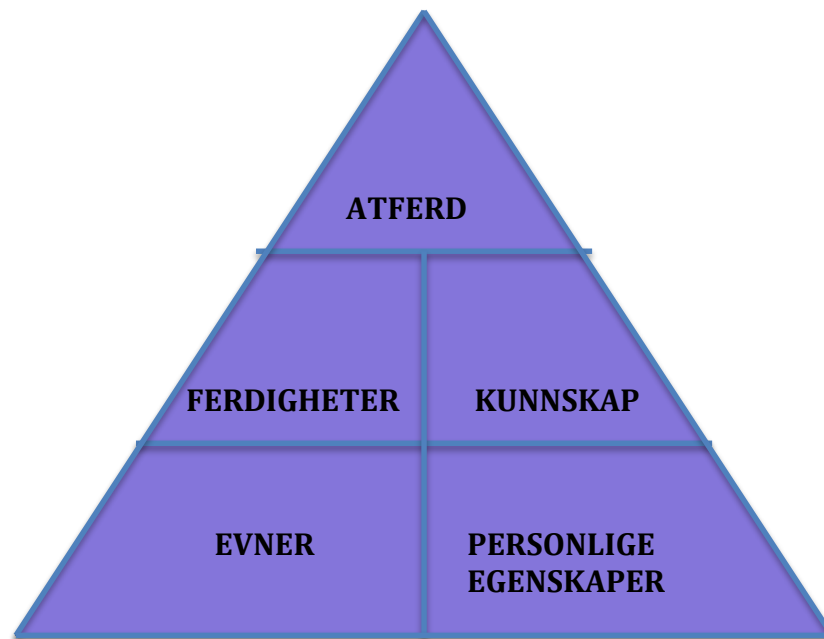 ATFERD
FERDIGHETER
KUNNSKAP
EVNER
PERSONLIGE
EGENSKAPER